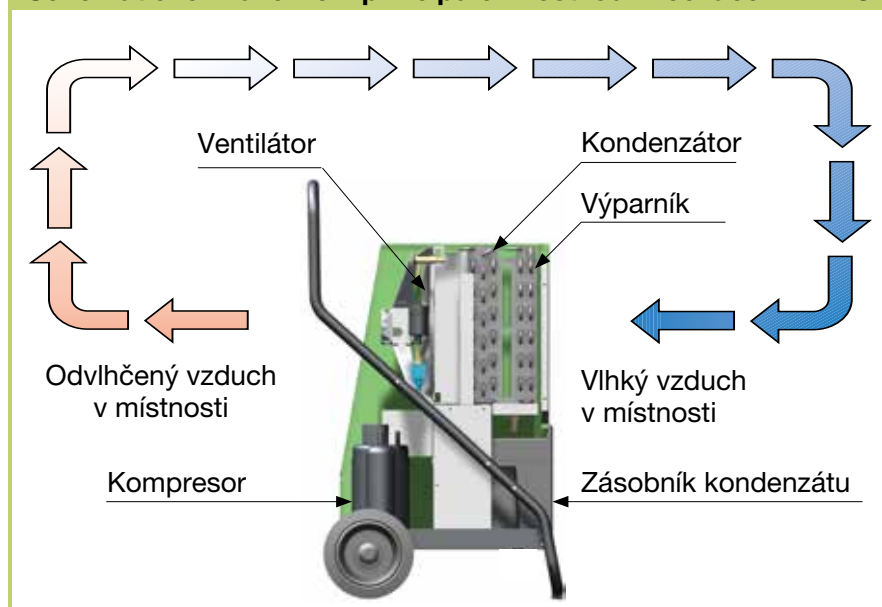 Ventilátor
Kondenzátor
Výparník
Odvlhčený vzduch
v místnosti
Vlhký vzduch
v místnosti
Kompresor
Zásobník kondenzátu